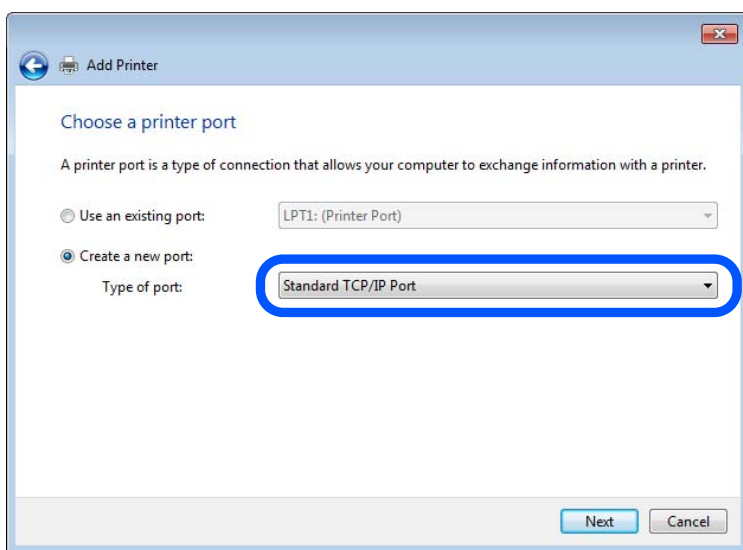 Add Printer
Choose a printer port
A printer port is a type of connection that allows your computer to exchange information with a printer.
Use an existing port: LPT1: (Printer Port)
Create a new port:
Type of port: Standard TCP/IP Port
Next Cancel